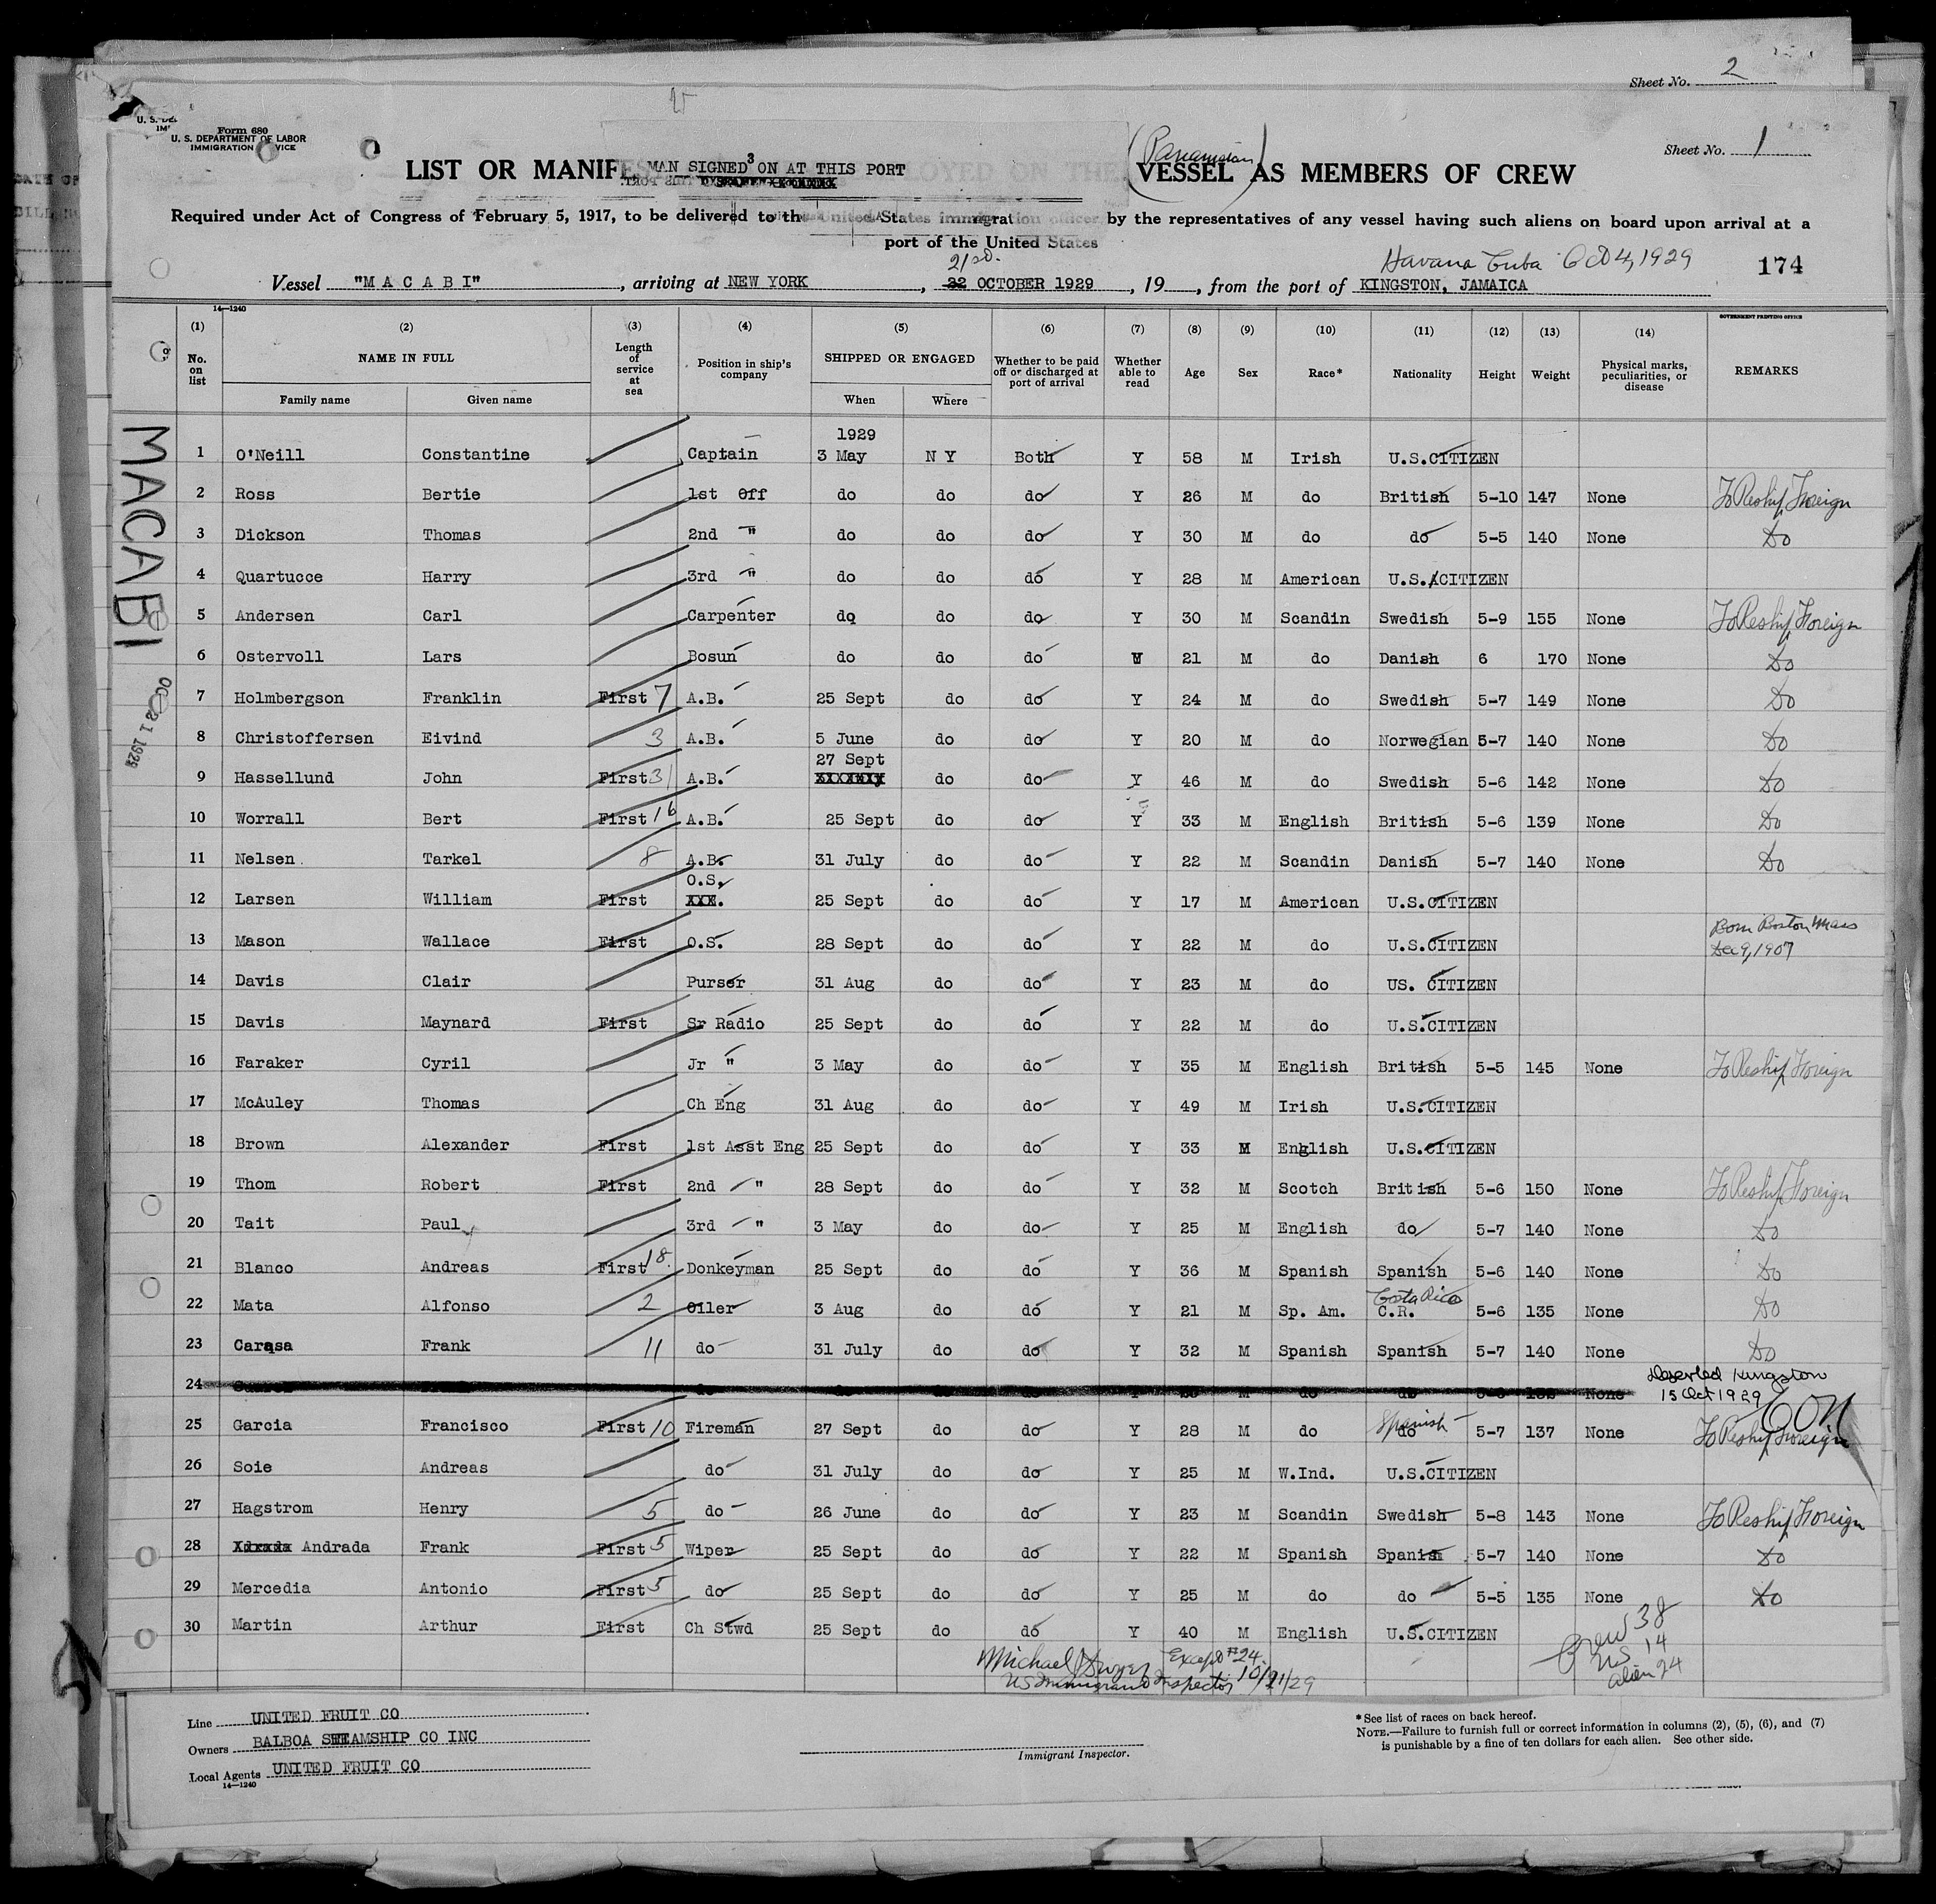 Sheet No. 2
Sheet No. 1
Form 680
U. S. DEPARTMENT OF LABOR
IMMIGRATION SERVICE
(Panamanian)
LIST OR MANIF MAN SIGNED 3 ON AT THIS PORT VESSEL AS MEMBERS OF CREW
Required under Act of Congress of February 5, 1917, to be delivered to the United States immigration officer by the representatives of any vessel having such aliens on board upon arrival at a
port of the United States
21st. Havana Cuba Oct 4, 1929 174
Vessel "MACABI", arriving at NEW YORK, 22 OCTOBER 1929, 19, from the port of KINGSTON, JAMAICA
14—1240 GOVERNMENT PRINTING OFFICE
(1) (2) (3) (4) (5) (6) (7) (8) (9) (10) (11) (12) (13) (14)
No. on list NAME IN FULL Family name Given name Length of service at sea Position in ship's company SHIPPED OR ENGAGED When Where Whether to be paid off or discharged at port of arrival Whether able to read Age Sex Race* Nationality Height Weight Physical marks, peculiarities, or disease REMARKS
MACABI
OCT 21 1929
1929
1 O'Neill Constantine Captain 3 May N Y Both Y 58 M Irish U.S.CITIZEN
2 Ross Bertie 1st Off do do do Y 26 M do British 5-10 147 None To Reship Foreign
3 Dickson Thomas 2nd " do do do Y 30 M do do 5-5 140 None Do
4 Quartucce Harry 3rd " do do do Y 28 M American U.S.CITIZEN
5 Andersen Carl Carpenter do do do Y 30 M Scandin Swedish 5-9 155 None To Reship Foreign
6 Ostervoll Lars Bosun do do do Y 21 M do Danish 6 170 None Do
7 Holmbergson Franklin First 7 A.B. 25 Sept do do Y 24 M do Swedish 5-7 149 None Do
8 Christoffersen Eivind 3 A.B. 5 June do do Y 20 M do Norwegian 5-7 140 None Do
27 Sept
9 Hassellund John First 31 A.B. do do Y 46 M do Swedish 5-6 142 None Do
10 Worrall Bert First 16 A.B. 25 Sept do do Y 33 M English British 5-6 139 None Do
11 Nelsen Tarkel 8 A.B. 31 July do do Y 22 M Scandin Danish 5-7 140 None Do
O.S.
12 Larsen William First XXX. 25 Sept do do Y 17 M American U.S.CITIZEN
Born Boston Mass
13 Mason Wallace First O.S. 28 Sept do do Y 22 M do U.S.CITIZEN Dec 9, 1907
14 Davis Clair Purser 31 Aug do do Y 23 M do US. CITIZEN
15 Davis Maynard First Sr Radio 25 Sept do do Y 22 M do U.S.CITIZEN
16 Faraker Cyril Jr " 3 May do do Y 35 M English British 5-5 145 None To Reship Foreign
17 McAuley Thomas Ch Eng 31 Aug do do Y 49 M Irish U.S.CITIZEN
18 Brown Alexander First 1st Asst Eng 25 Sept do do Y 33 M English U.S.CITIZEN
19 Thom Robert First 2nd " 28 Sept do do Y 32 M Scotch British 5-6 150 None To Reship Foreign
20 Tait Paul 3rd " 3 May do do Y 25 M English do 5-7 140 None Do
21 Blanco Andreas First 18. Donkeyman 25 Sept do do Y 36 M Spanish Spanish 5-6 140 None Do
Costa Rica
22 Mata Alfonso 2 Oiler 3 Aug do do Y 21 M Sp. Am. C.R. 5-6 135 None Do
23 Carasa Frank 11 do 31 July do do Y 32 M Spanish Spanish 5-7 140 None Do
Deserted Kingston
24 do M do do None 15 Oct 1929
CON
25 Garcia Francisco First 10 Fireman 27 Sept do do Y 28 M do Spanish do 5-7 137 None To Reship Foreign
26 Soie Andreas do 31 July do do Y 25 M W.Ind. U.S.CITIZEN
27 Hagstrom Henry 5 do 26 June do do Y 23 M Scandin Swedish 5-8 143 None To Reship Foreign
28 Andrada Frank First 5 Wiper 25 Sept do do Y 22 M Spanish Spanis 5-7 140 None Do
29 Mercedia Antonio First 5 do 25 Sept do do Y 25 M do do 5-5 135 None Do
30 Martin Arthur First Ch Stwd 25 Sept do do Y 40 M English U.S.CITIZEN
Crew 38
US 14
Alien 24
Michael Dwyer Except #24
US Immigrant Inspector 10/21/29
Line UNITED FRUIT CO
Owners BALBOA STEAMSHIP CO INC
Local Agents UNITED FRUIT CO
14—1240
Immigrant Inspector.
* See list of races on back hereof.
NOTE.—Failure to furnish full or correct information in columns (2), (5), (6), and (7)
is punishable by a fine of ten dollars for each alien. See other side.